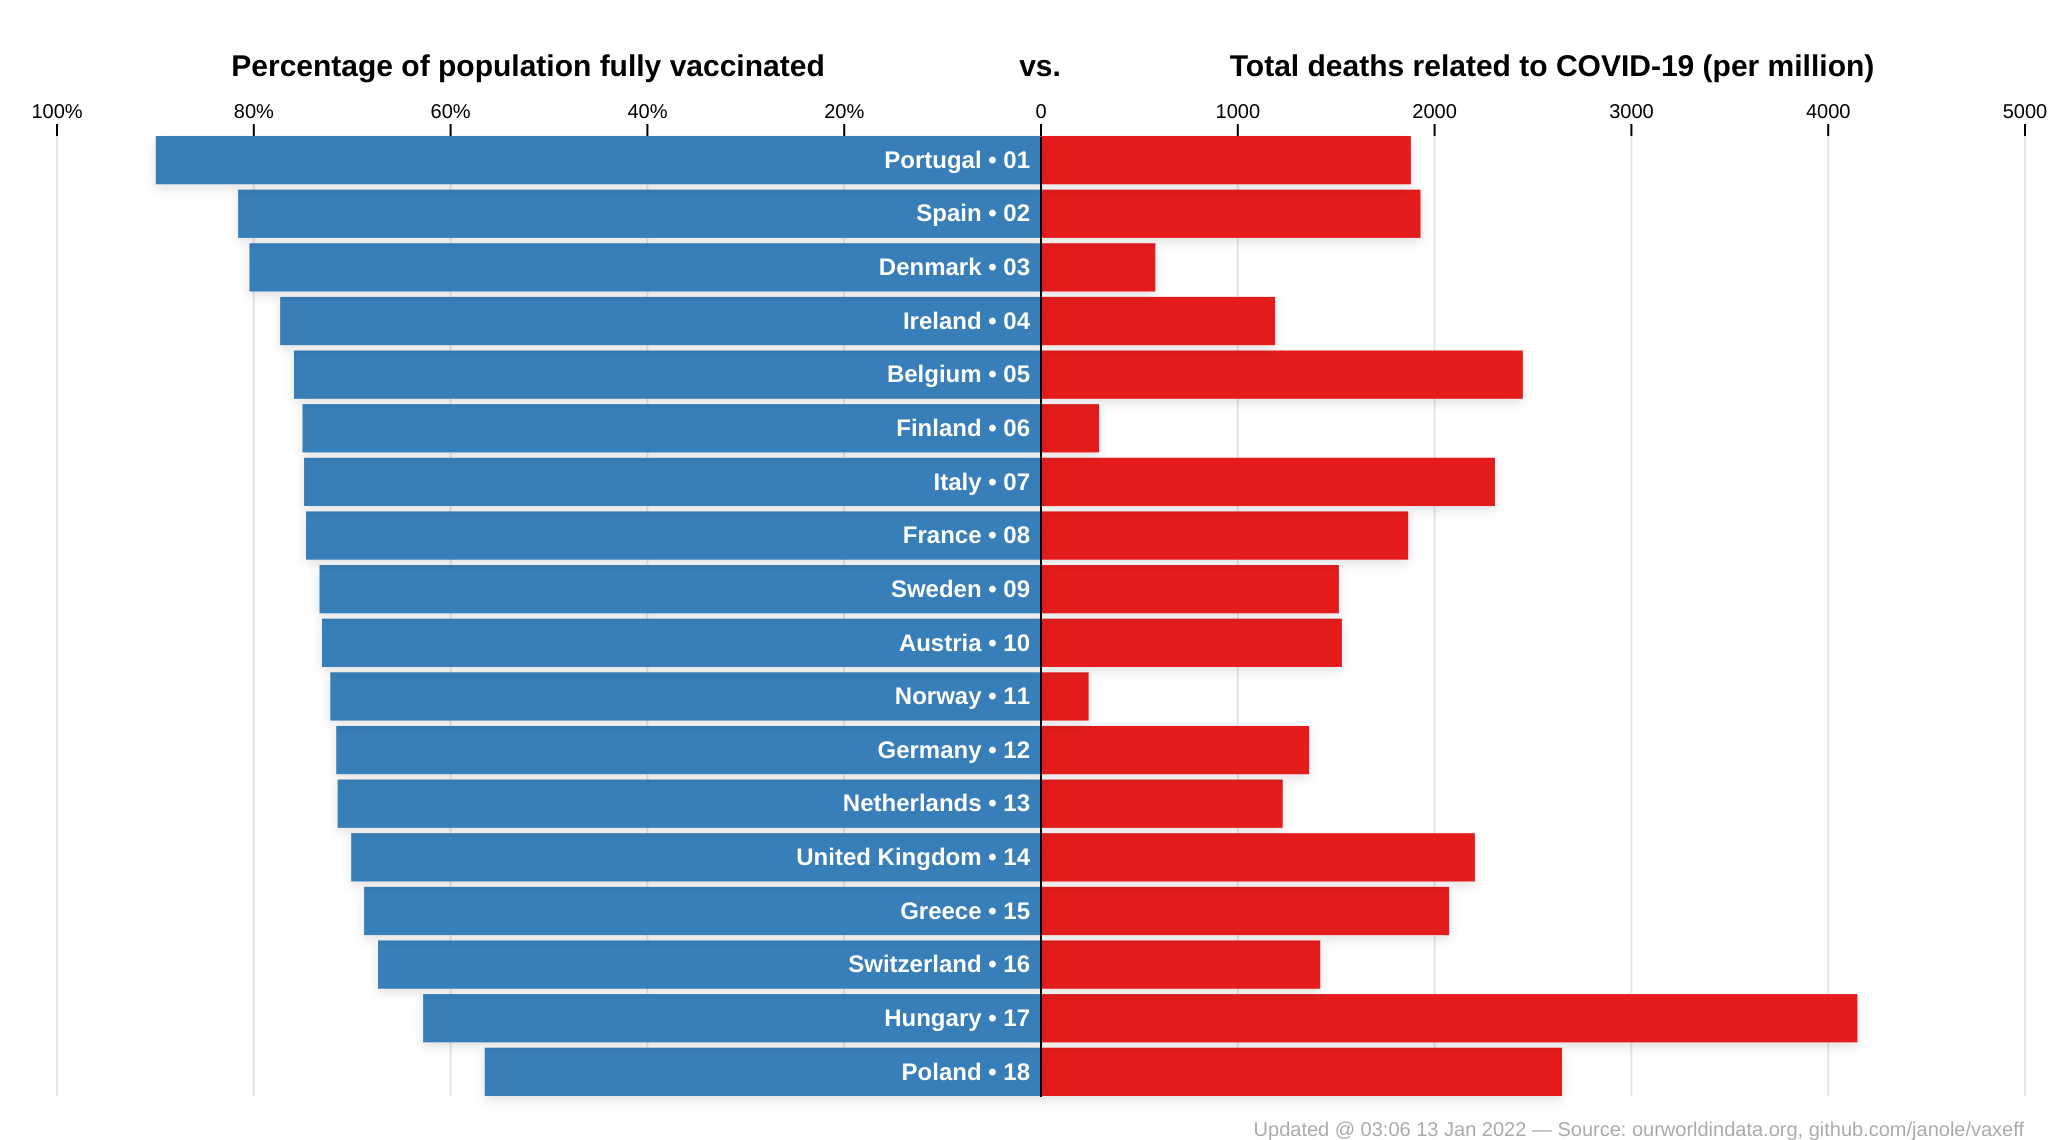 Percentage of population fully vaccinated vs. Total deaths related to COVID-19 (per million)
100% 80% 60% 40% 20% 0 1000 2000 3000 4000 5000
Portugal • 01
Spain • 02
Denmark • 03
Ireland • 04
Belgium • 05
Finland • 06
Italy • 07
France • 08
Sweden • 09
Austria • 10
Norway • 11
Germany • 12
Netherlands • 13
United Kingdom • 14
Greece • 15
Switzerland • 16
Hungary • 17
Poland • 18
Updated @ 03:06 13 Jan 2022 — Source: ourworldindata.org, github.com/janole/vaxeff